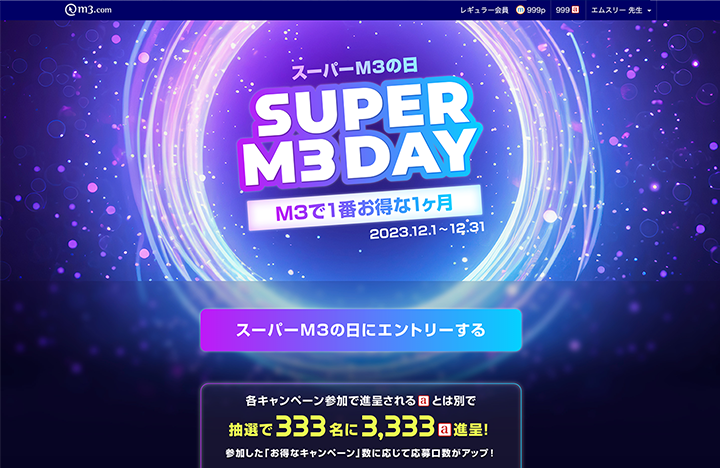 m3.com レギュラー会員 m 999p 999 a エムスリー 先生
スーパーM3の日
SUPER
M3 DAY
M3で1番お得な1ヶ月
2023.12.1～12.31
スーパーM3の日にエントリーする
各キャンペーン参加で進呈される a とは別で
抽選で333名に3,333 a 進呈!
参加した「お得なキャンペーン」数に応じて応募口数がアップ！